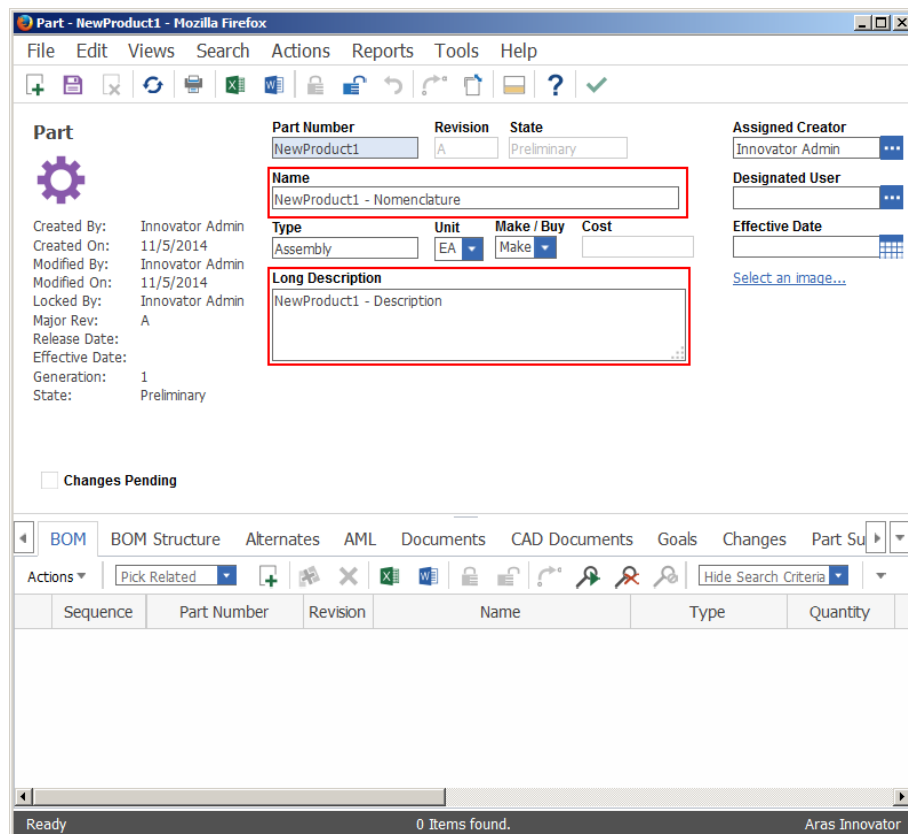 Part - NewProduct1 - Mozilla Firefox
File Edit Views Search Actions Reports Tools Help
Part
Part Number Revision State Assigned Creator
NewProduct1 A Preliminary Innovator Admin
Name Designated User
NewProduct1 - Nomenclature
Type Unit Make / Buy Cost Effective Date
Assembly EA Make
Long Description Select an image...
NewProduct1 - Description
Created By: Innovator Admin
Created On: 11/5/2014
Modified By: Innovator Admin
Modified On: 11/5/2014
Locked By: Innovator Admin
Major Rev: A
Release Date:
Effective Date:
Generation: 1
State: Preliminary
Changes Pending
BOM BOM Structure Alternates AML Documents CAD Documents Goals Changes Part Su
Actions Pick Related Hide Search Criteria
Sequence Part Number Revision Name Type Quantity
Ready 0 Items found. Aras Innovator